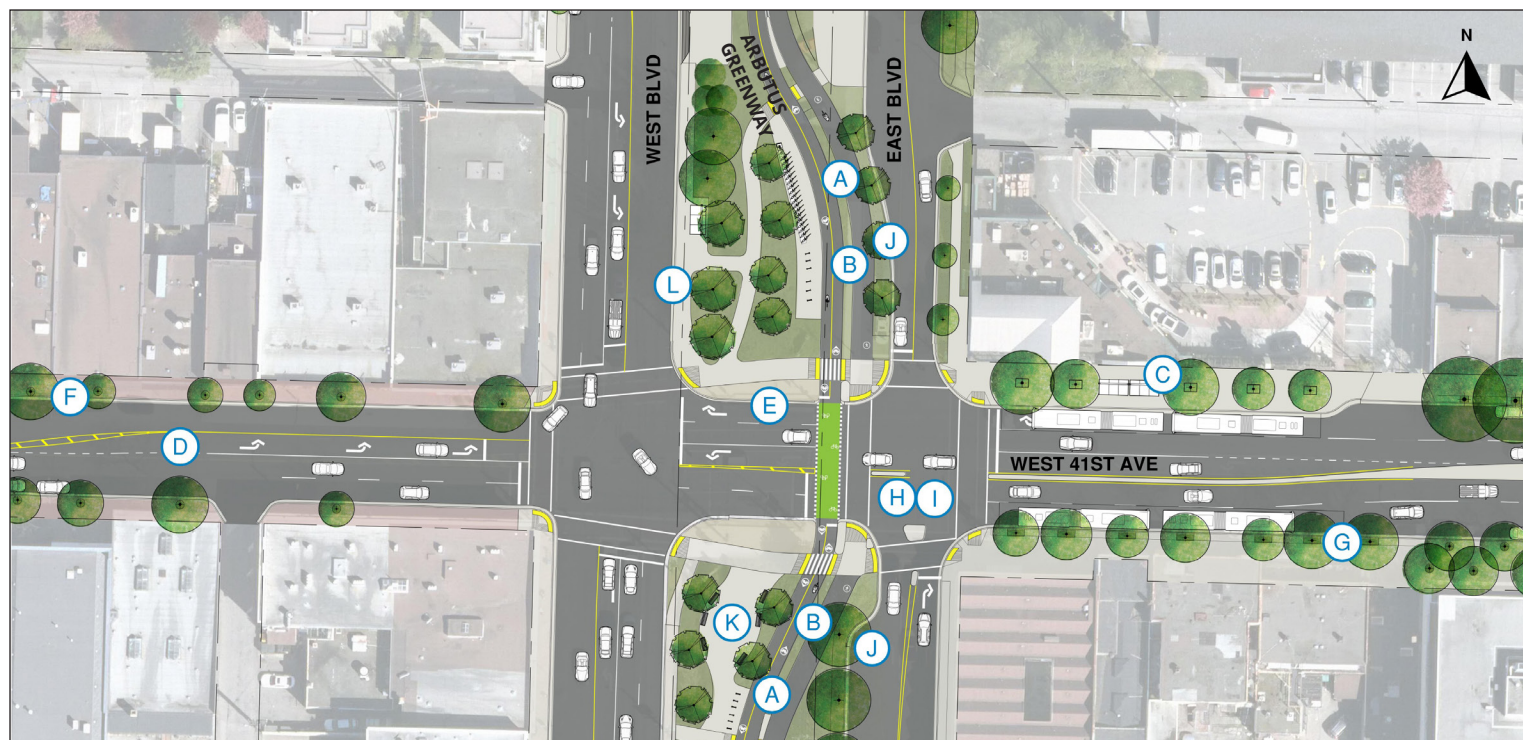 N
ARBUTUS
GREENWAY
WEST BLVD
EAST BLVD
A
J
B
L
C
F
E
D
WEST 41ST AVE
H
I
G
K
B
J
A